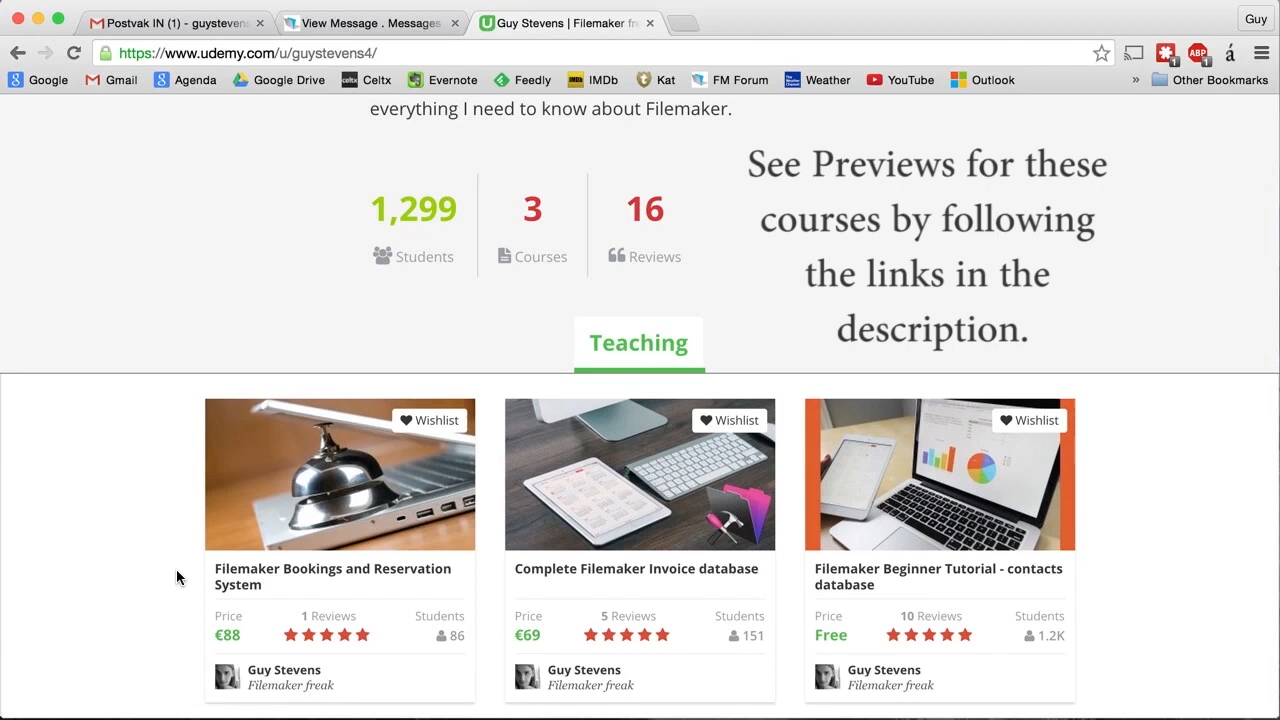 Postvak IN (1) - guystevens
View Message . Messages
Guy Stevens | Filemaker fr
Guy
https://www.udemy.com/u/guystevens4/
Google
Gmail
Agenda
Google Drive
celtx
Celtx
Evernote
Feedly
IMDb
IMDb
Kat
FM Forum
Weather
YouTube
Outlook
»
Other Bookmarks
everything I need to know about Filemaker.
See Previews for these
courses by following
the links in the
description.
1,299
3
16
Students
Courses
Reviews
Teaching
Wishlist
Wishlist
Wishlist
Filemaker Bookings and Reservation
System
Price
1 Reviews
Students
€88
86
Guy Stevens
Filemaker freak
Complete Filemaker Invoice database
Price
5 Reviews
Students
€69
151
Guy Stevens
Filemaker freak
Filemaker Beginner Tutorial - contacts
database
Price
10 Reviews
Students
Free
1.2K
Guy Stevens
Filemaker freak